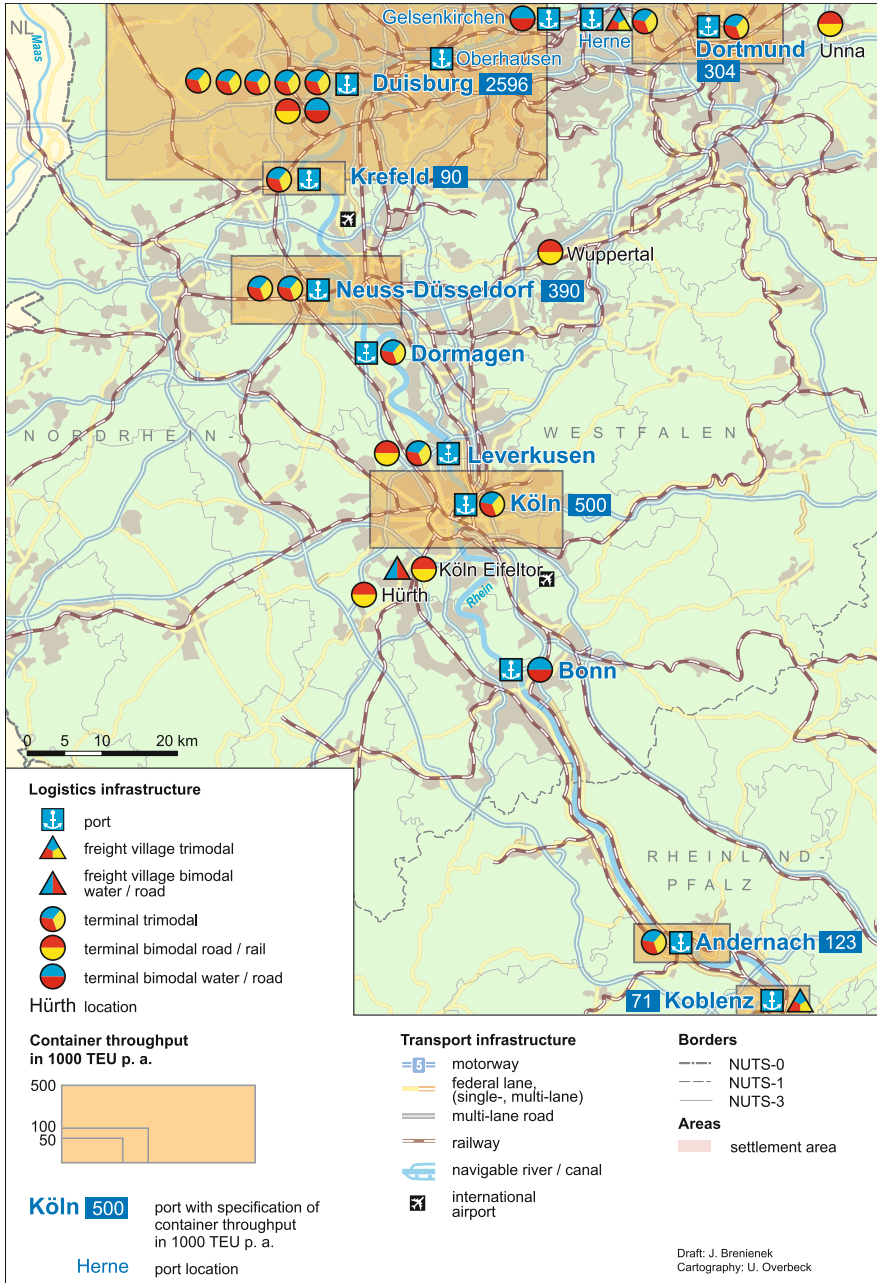 NL
Maas
Gelsenkirchen
Herne
Dortmund
304
Unna
Oberhausen
Duisburg 2596
Krefeld 90
Wuppertal
Neuss-Düsseldorf 390
Dormagen
NORDRHEIN-
WESTFALEN
Leverkusen
Köln 500
Köln Eifeltor
Hürth
Rhein
Bonn
0 5 10 20 km
RHEINLAND-
PFALZ
Andernach 123
71 Koblenz
Logistics infrastructure
port
freight village trimodal
freight village bimodal
water / road
terminal trimodal
terminal bimodal road / rail
terminal bimodal water / road
Hürth location
Container throughput
in 1000 TEU p. a.
500
100
50
Köln 500 port with specification of
container throughput
in 1000 TEU p. a.
Herne port location
Transport infrastructure
5 motorway
federal lane,
(single-, multi-lane)
multi-lane road
railway
navigable river / canal
international
airport
Borders
NUTS-0
NUTS-1
NUTS-3
Areas
settlement area
Draft: J. Brenienek
Cartography: U. Overbeck